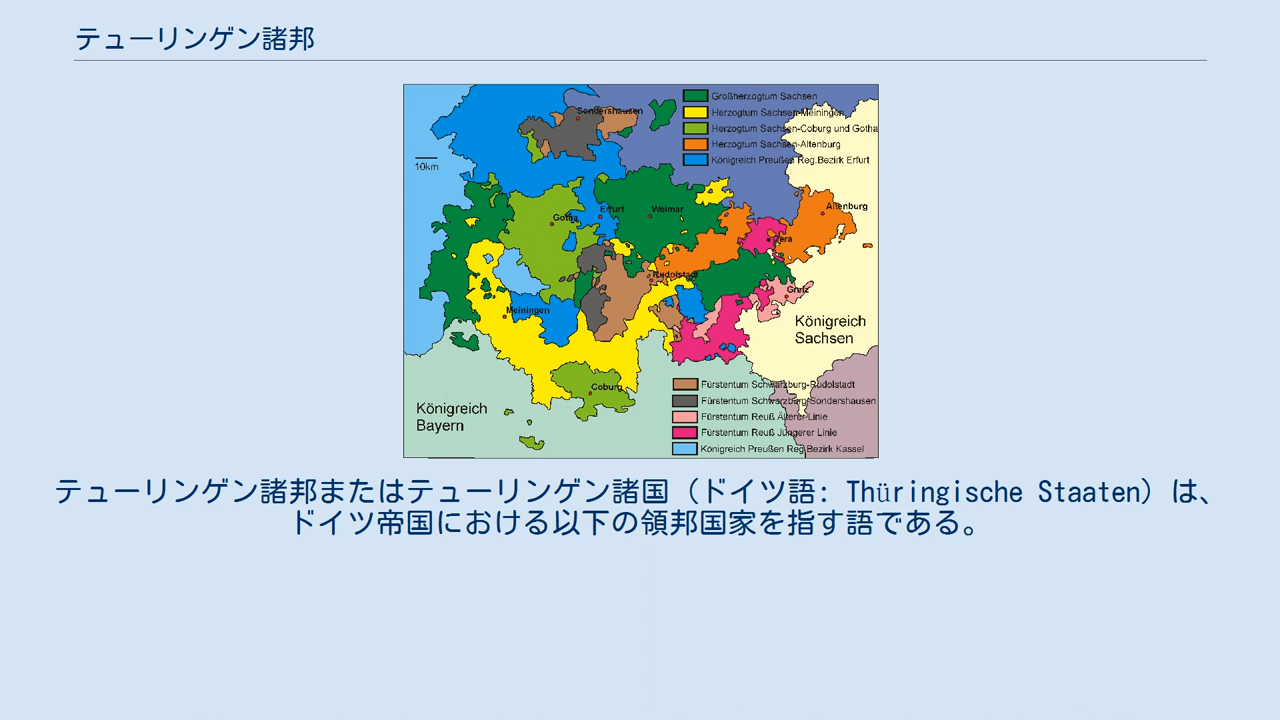 テューリンゲン諸邦
Großherzogtum Sachsen
Herzogtum Sachsen-Meiningen
Herzogtum Sachsen-Coburg und Gotha
Herzogtum Sachsen-Altenburg
Königreich Preußen Reg.Bezirk Erfurt
Sondershausen
10km
Gotha
Erfurt
Weimar
Altenburg
Gera
Rudolstadt
Greiz
Meiningen
Königreich
Sachsen
Coburg
Königreich
Bayern
Fürstentum Schwarzburg-Rudolstadt
Fürstentum Schwarzburg-Sondershausen
Fürstentum Reuß Älterer Linie
Fürstentum Reuß Jüngerer Linie
Königreich Preußen Reg.Bezirk Kassel
テューリンゲン諸邦またはテューリンゲン諸国（ドイツ語: Thüringische Staaten）は、
ドイツ帝国における以下の領邦国家を指す語である。